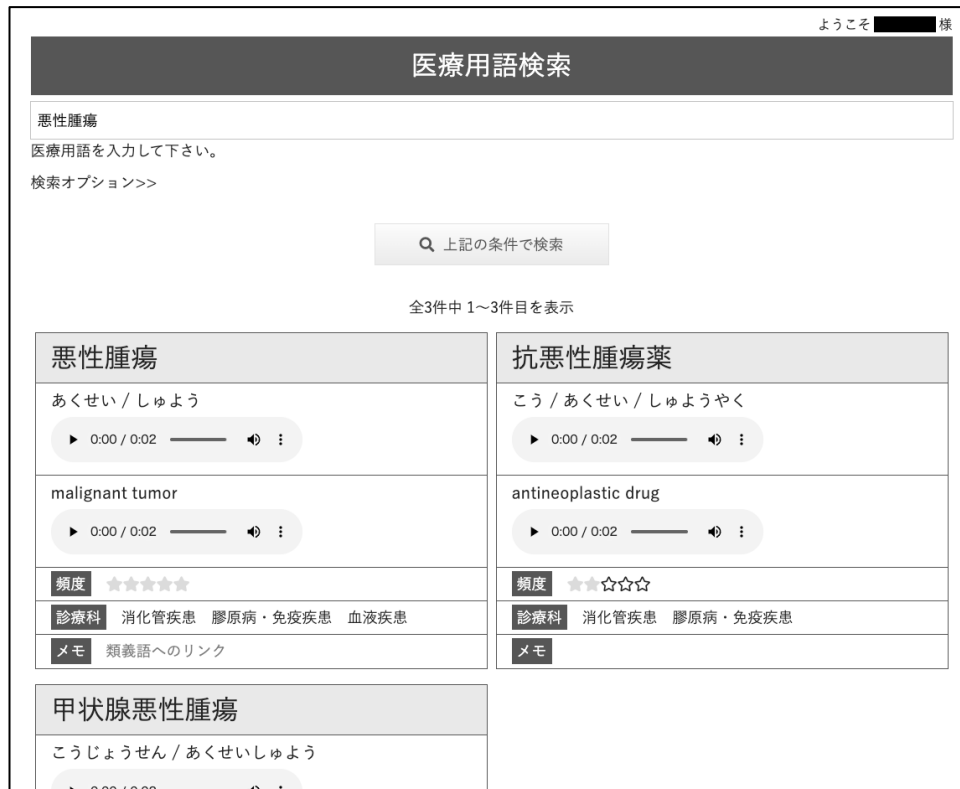 ようこそ 様
医療用語検索
悪性腫瘍
医療用語を入力して下さい。
検索オプション>>
上記の条件で検索
全3件中 1〜3件目を表示
悪性腫瘍
あくせい / しゅよう
0:00 / 0:02
malignant tumor
0:00 / 0:02
頻度
診療科 消化管疾患 膠原病・免疫疾患 血液疾患
メモ 類義語へのリンク
抗悪性腫瘍薬
こう / あくせい / しゅようやく
0:00 / 0:02
antineoplastic drug
0:00 / 0:02
頻度
診療科 消化管疾患 膠原病・免疫疾患
メモ
甲状腺悪性腫瘍
こうじょうせん / あくせいしゅよう